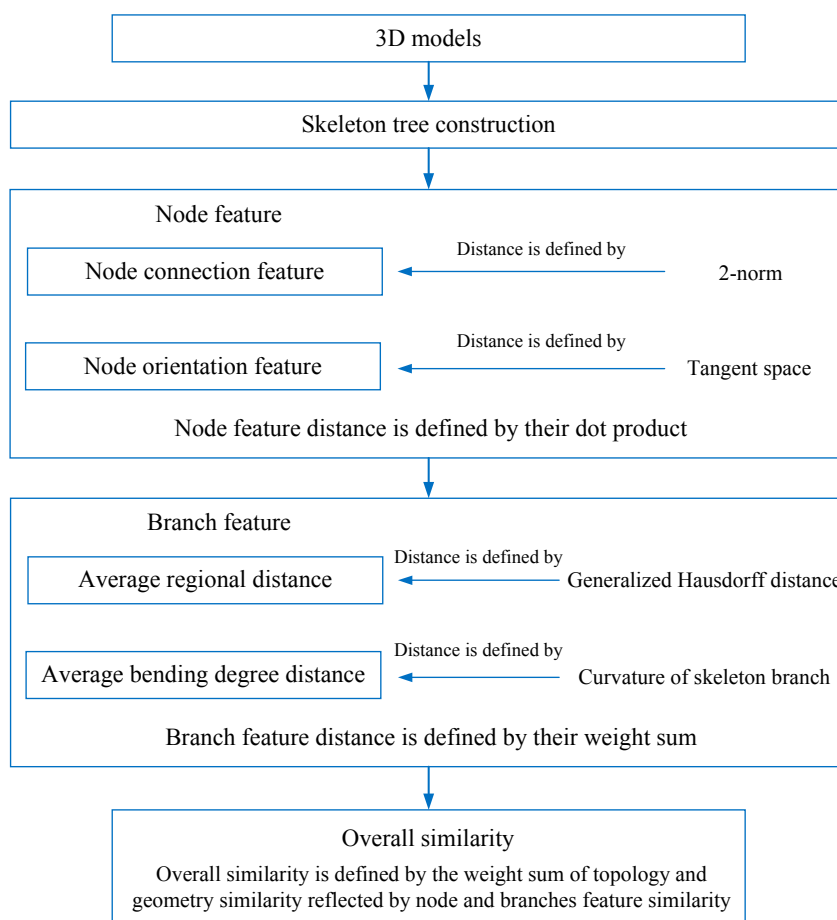 3D models
Skeleton tree construction
Node feature
Node connection feature
Distance is defined by
2-norm
Node orientation feature
Distance is defined by
Tangent space
Node feature distance is defined by their dot product
Branch feature
Average regional distance
Distance is defined by
Generalized Hausdorff distance
Average bending degree distance
Distance is defined by
Curvature of skeleton branch
Branch feature distance is defined by their weight sum
Overall similarity
Overall similarity is defined by the weight sum of topology and
geometry similarity reflected by node and branches feature similarity